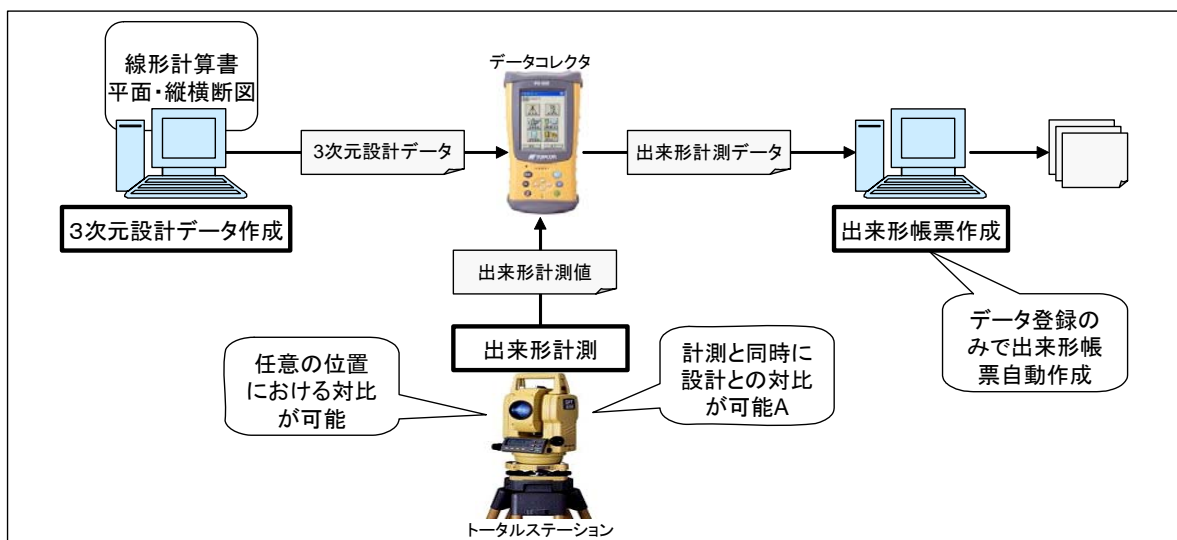 線形計算書
平面・縦横断図
3次元設計データ作成
3次元設計データ
データコレクタ
TOPCON
出来形計測データ
出来形帳票作成
データ登録の
みで出来形帳
票自動作成
出来形計測値
出来形計測
任意の位置
における対比
が可能
計測と同時に
設計との対比
が可能A
トータルステーション